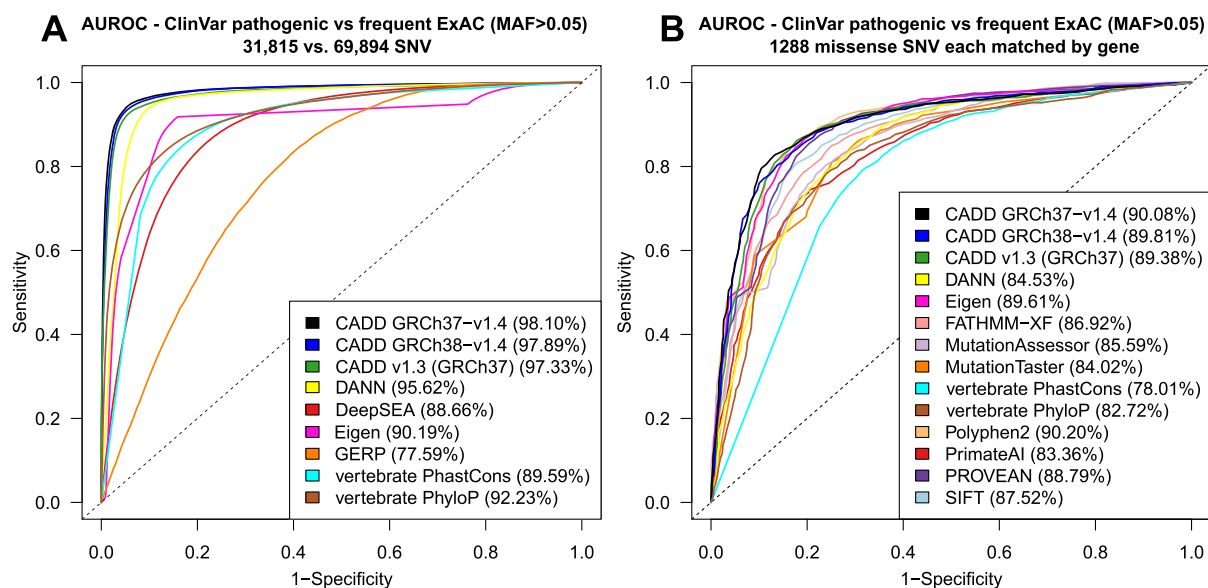 A
AUROC - ClinVar pathogenic vs frequent ExAC (MAF>0.05)
31,815 vs. 69,894 SNV
Sensitivity
1.0
0.8
0.6
0.4
0.2
0.0
CADD GRCh37−v1.4 (98.10%)
CADD GRCh38−v1.4 (97.89%)
CADD v1.3 (GRCh37) (97.33%)
DANN (95.62%)
DeepSEA (88.66%)
Eigen (90.19%)
GERP (77.59%)
vertebrate PhastCons (89.59%)
vertebrate PhyloP (92.23%)
0.0 0.2 0.4 0.6 0.8 1.0
1−Specificity
B
AUROC - ClinVar pathogenic vs frequent ExAC (MAF>0.05)
1288 missense SNV each matched by gene
Sensitivity
1.0
0.8
0.6
0.4
0.2
0.0
CADD GRCh37−v1.4 (90.08%)
CADD GRCh38−v1.4 (89.81%)
CADD v1.3 (GRCh37) (89.38%)
DANN (84.53%)
Eigen (89.61%)
FATHMM−XF (86.92%)
MutationAssessor (85.59%)
MutationTaster (84.02%)
vertebrate PhastCons (78.01%)
vertebrate PhyloP (82.72%)
Polyphen2 (90.20%)
PrimateAI (83.36%)
PROVEAN (88.79%)
SIFT (87.52%)
0.0 0.2 0.4 0.6 0.8 1.0
1−Specificity